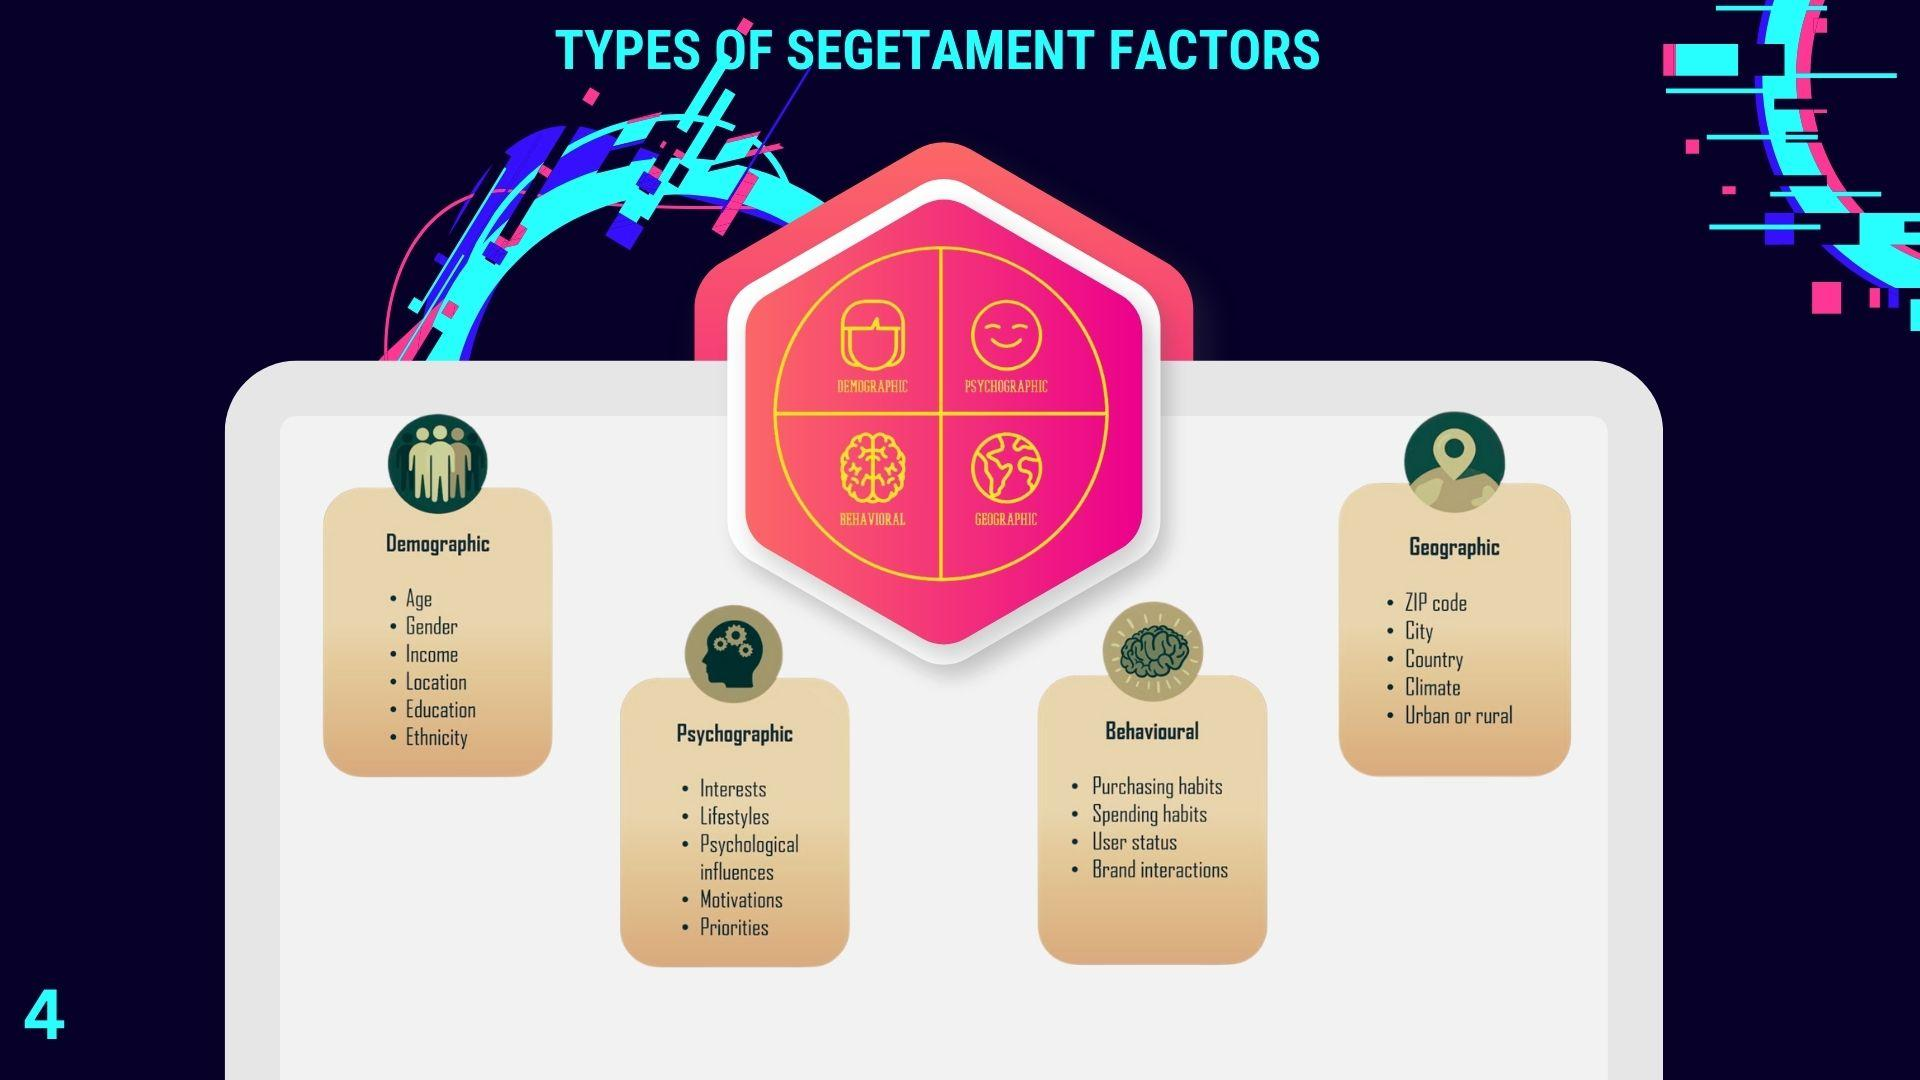 TYPES OF SEGETAMENT FACTORS
DEMOGRAPHIC
PSYCHOGRAPHIC
BEHAVIORAL
GEOGRAPHIC
Demographic
• Age
• Gender
• Income
• Location
• Education
• Ethnicity
Psychographic
• Interests
• Lifestyles
• Psychological
influences
• Motivations
• Priorities
Behavioural
• Purchasing habits
• Spending habits
• User status
• Brand interactions
Geographic
• ZIP code
• City
• Country
• Climate
• Urban or rural
4